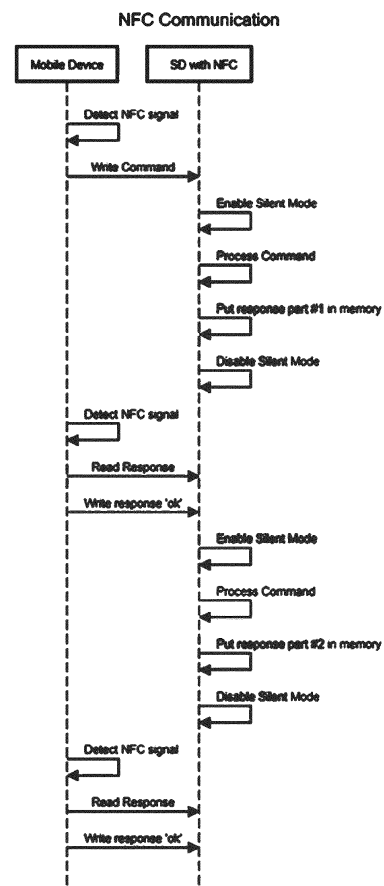 NFC Communication
Mobile Device
SD with NFC
Detect NFC signal
Write Command
Enable Silent Mode
Process Command
Put response part #1 in memory
Disable Silent Mode
Detect NFC signal
Read Response
Write response 'ok'
Enable Silent Mode
Process Command
Put response part #2 in memory
Disable Silent Mode
Detect NFC signal
Read Response
Write response 'ok'